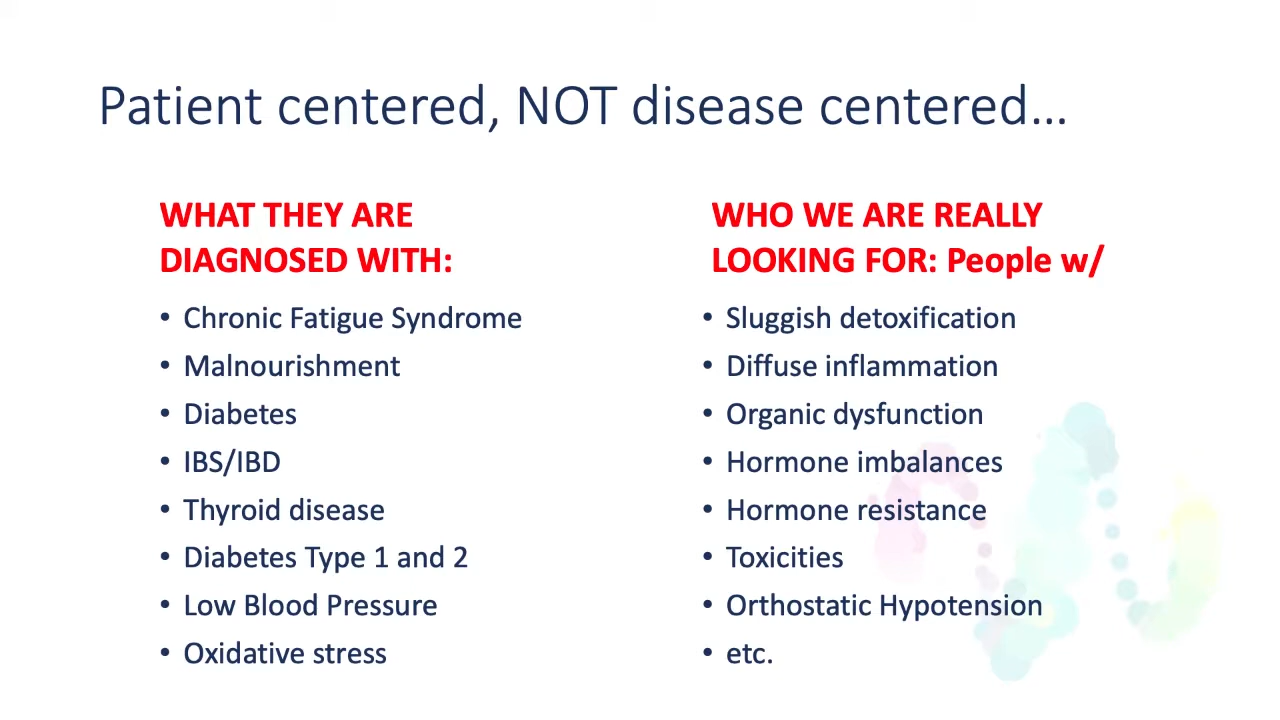 Patient centered, NOT disease centered...
WHAT THEY ARE
DIAGNOSED WITH:
• Chronic Fatigue Syndrome
• Malnourishment
• Diabetes
• IBS/IBD
• Thyroid disease
• Diabetes Type 1 and 2
• Low Blood Pressure
• Oxidative stress
WHO WE ARE REALLY
LOOKING FOR: People w/
• Sluggish detoxification
• Diffuse inflammation
• Organic dysfunction
• Hormone imbalances
• Hormone resistance
• Toxicities
• Orthostatic Hypotension
• etc.